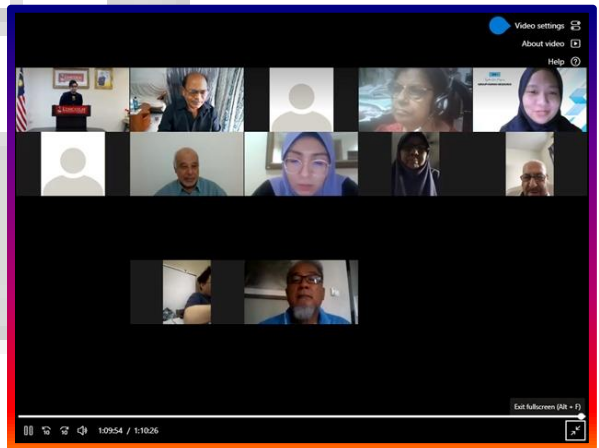 Video settings
About video
Help
1:09:54 / 1:10:26
Exit fullscreen (Alt + F)